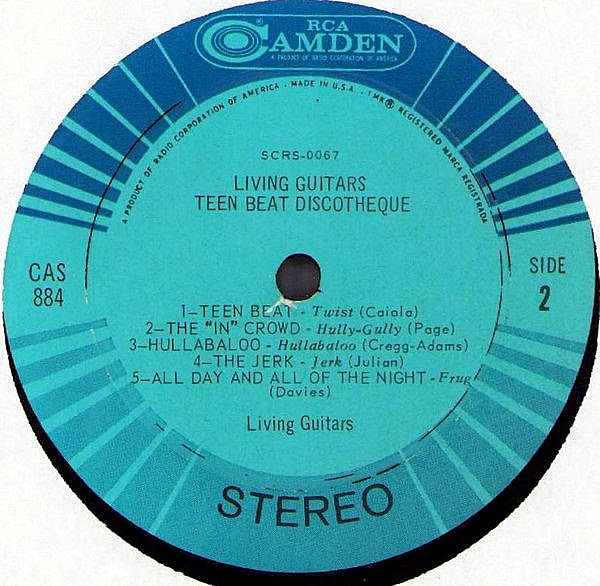 RCA
CAMDEN
A PRODUCT OF RADIO CORPORATION OF AMERICA
A PRODUCT OF RADIO CORPORATION OF AMERICA • MADE IN U.S.A. • TMK ® REGISTERED MARCA REGISTRADA
SCRS-0067
LIVING GUITARS
TEEN BEAT DISCOTHEQUE
CAS
884
SIDE
2
1—TEEN BEAT - Twist (Caiola)
2—THE "IN" CROWD - Hully-Gully (Page)
3—HULLABALOO - Hullabaloo (Cregg-Adams)
4—THE JERK - Jerk (Julian)
5—ALL DAY AND ALL OF THE NIGHT - Frug
(Davies)
Living Guitars
STEREO